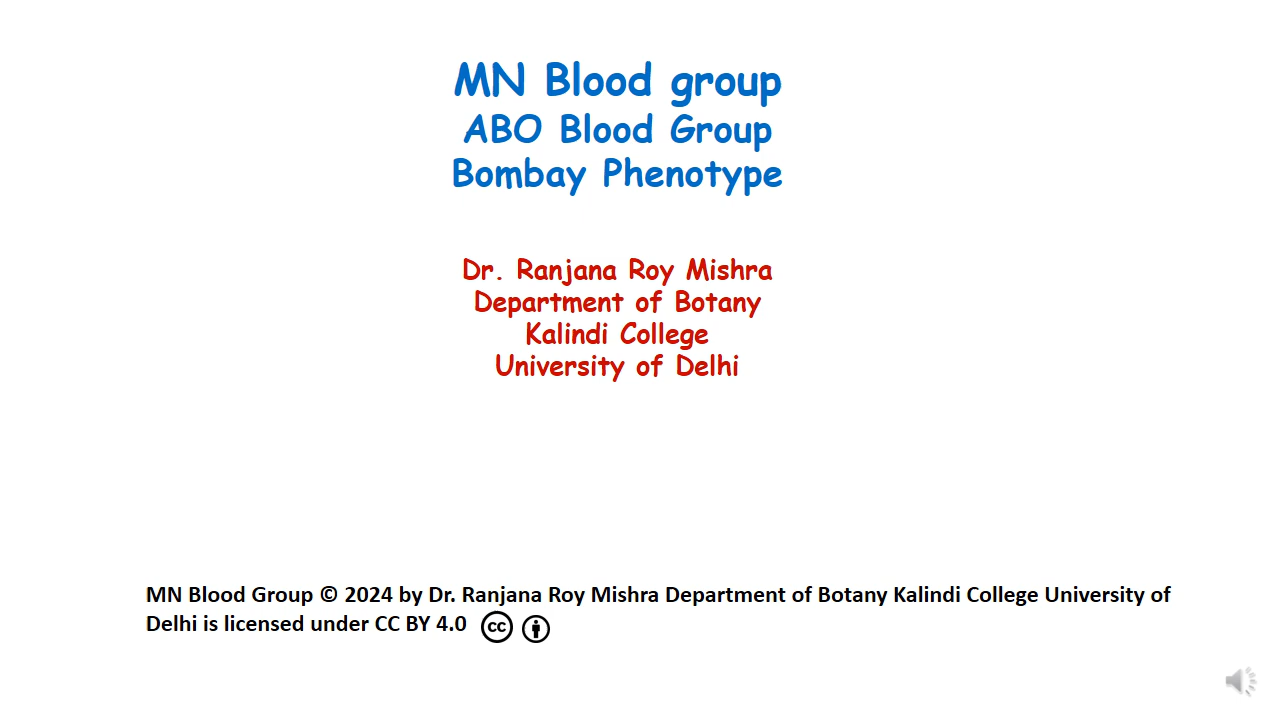 MN Blood group
ABO Blood Group
Bombay Phenotype
Dr. Ranjana Roy Mishra
Department of Botany
Kalindi College
University of Delhi
MN Blood Group © 2024 by Dr. Ranjana Roy Mishra Department of Botany Kalindi College University of
Delhi is licensed under CC BY 4.0 cc